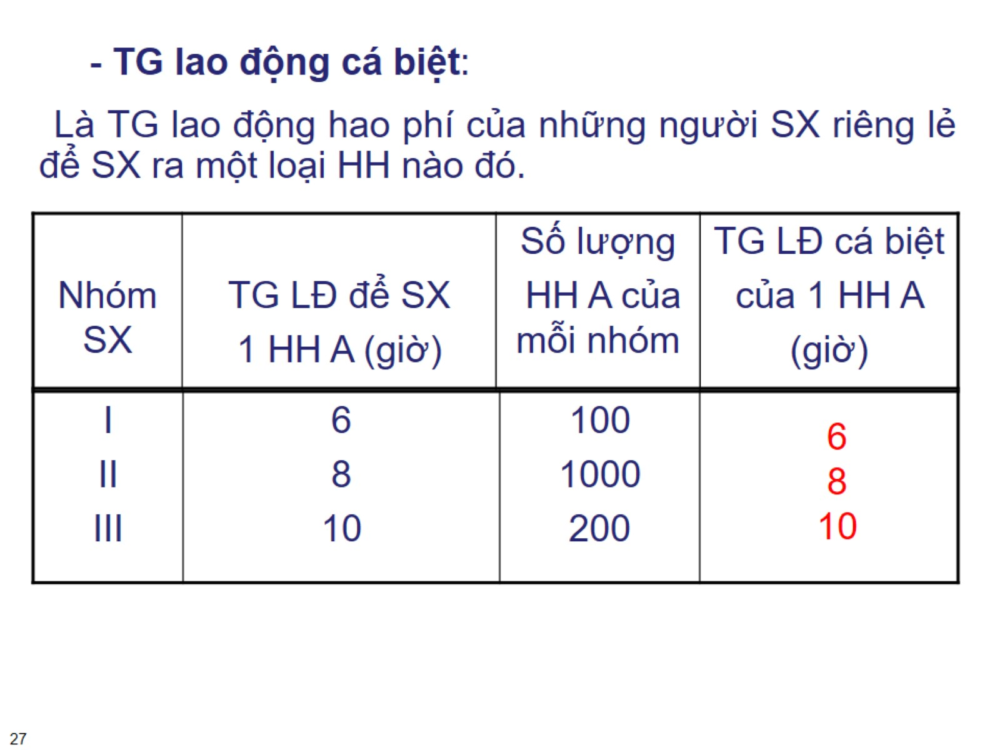 - TG lao động cá biệt:
Là TG lao động hao phí của những người SX riêng lẻ
để SX ra một loại HH nào đó.
Nhóm
SX
TG LĐ để SX
1 HH A (giờ)
Số lượng
HH A của
mỗi nhóm
TG LĐ cá biệt
của 1 HH A
(giờ)
I
6
100
6
II
8
1000
8
III
10
200
10
27